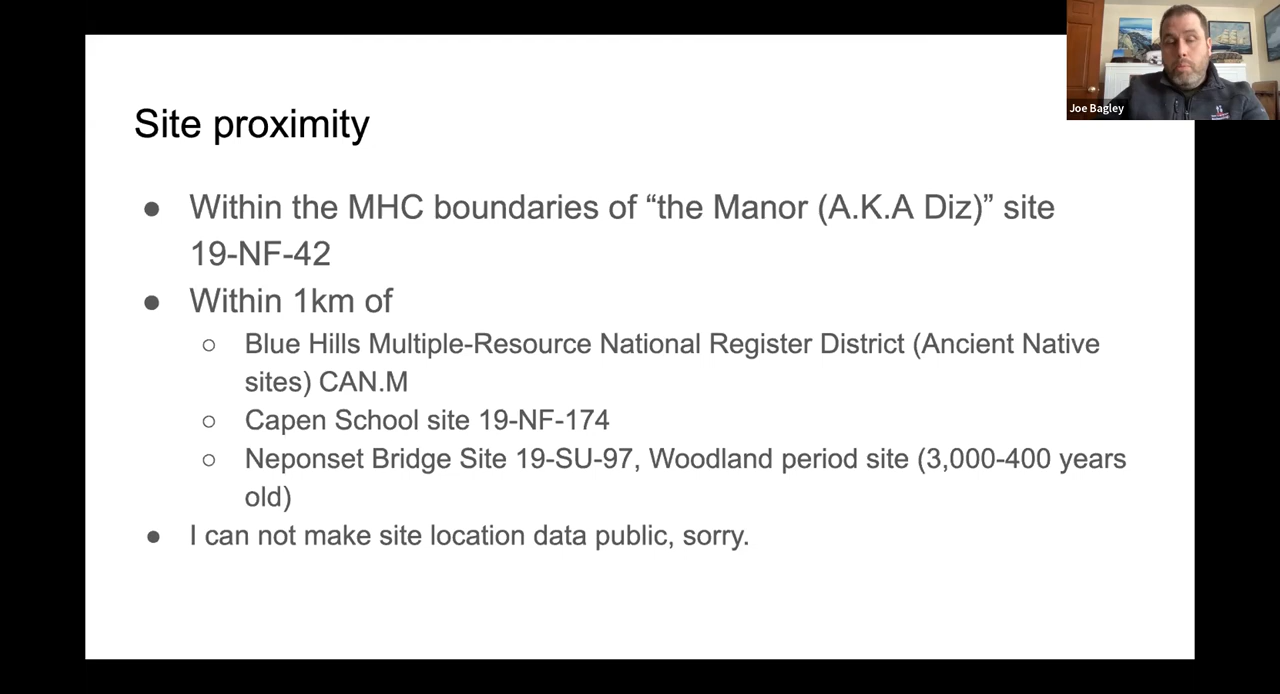 Joe Bagley
Site proximity
● Within the MHC boundaries of “the Manor (A.K.A Diz)” site
19-NF-42
● Within 1km of
○ Blue Hills Multiple-Resource National Register District (Ancient Native
sites) CAN.M
○ Capen School site 19-NF-174
○ Neponset Bridge Site 19-SU-97, Woodland period site (3,000-400 years
old)
● I can not make site location data public, sorry.